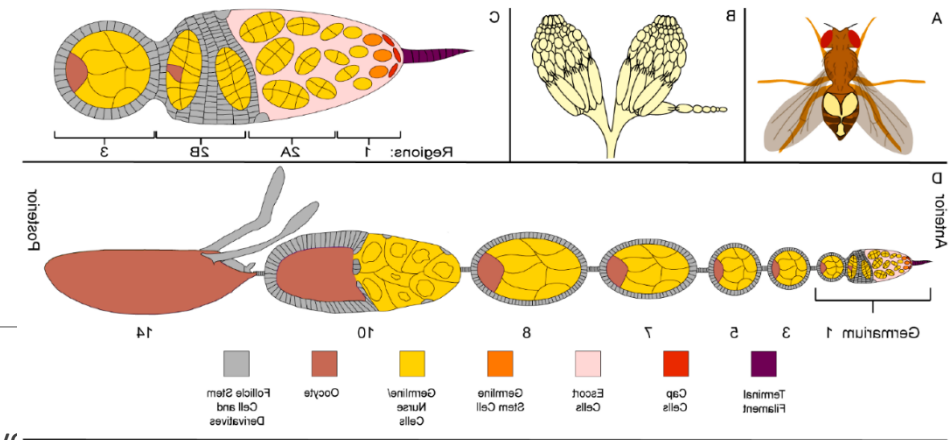 A
B
C
Regions: 1 2A 2B 3
D
Anterior
Posterior
Germarium 1 3 5 7 8 10 14
Terminal
Filament
Cap
Cells
Escort
Cells
Germline
Stem Cell
Germline/
Nurse
Cells
Oocyte
Follicle Stem
Cell and
Derivatives